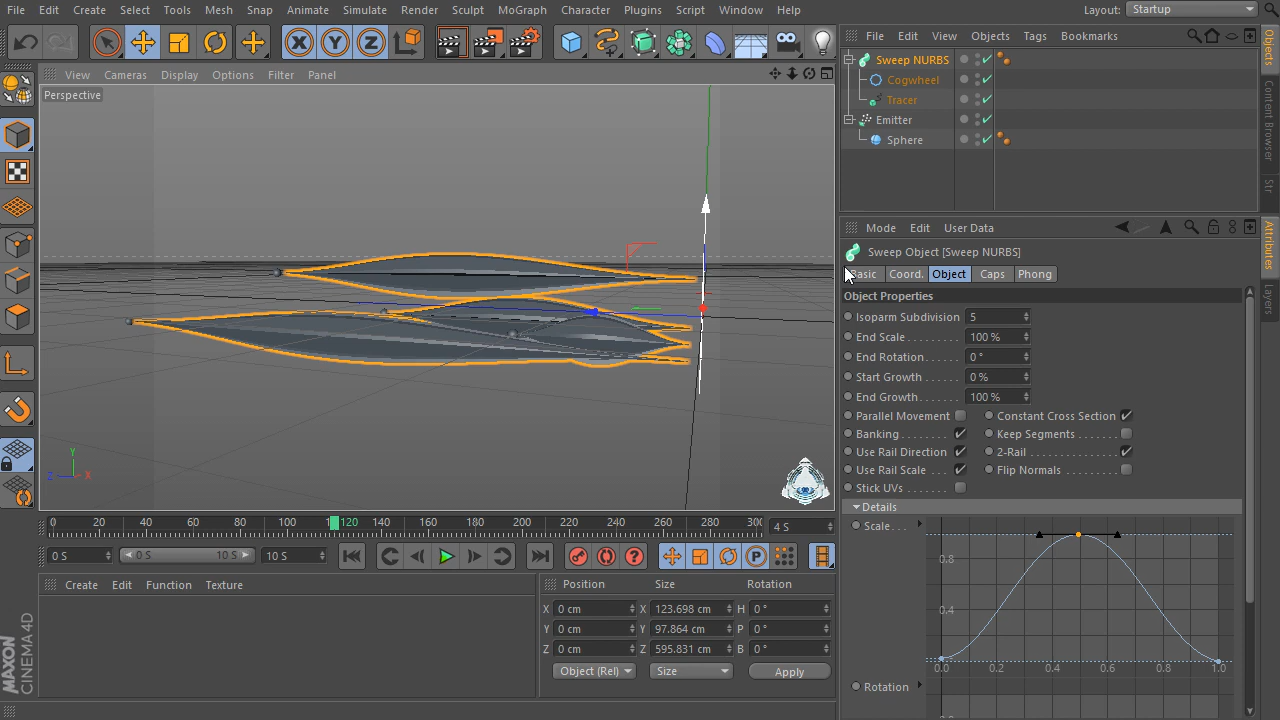 File Edit Create Select Tools Mesh Snap Animate Simulate Render Sculpt MoGraph Character Plugins Script Window Help Layout: Startup
X Y Z
View Cameras Display Options Filter Panel
Perspective
Y
Z X
0 20 40 60 80 100 120 140 160 180 200 220 240 260 280 300 4 S
0 S 0 S 10 S 10 S P
Create Edit Function Texture
Position Size Rotation
X 0 cm X 123.698 cm H 0 °
Y 0 cm Y 97.864 cm P 0 °
Z 0 cm Z 595.831 cm B 0 °
Object (Rel) Size Apply
MAXON
CINEMA 4D
File Edit View Objects Tags Bookmarks
Sweep NURBS
Cogwheel
Tracer
Emitter
Sphere
Objects
Content Browser
Str
Attributes
Layers
Mode Edit User Data
Sweep Object [Sweep NURBS]
Basic Coord. Object Caps Phong
Object Properties
Isoparm Subdivision 5
End Scale . . . . . . . . 100 %
End Rotation . . . . . 0 °
Start Growth . . . . . 0 %
End Growth. . . . . . . 100 %
Parallel Movement Constant Cross Section
Banking. . . . . . . . Keep Segments . . . . . . .
Use Rail Direction 2-Rail . . . . . . . . . . . . . . .
Use Rail Scale . . . Flip Normals . . . . . . . . .
Stick UVs . . . . . . .
Details
Scale . . .
0.8
0.4
0.0 0.2 0.4 0.6 0.8 1.0
Rotation